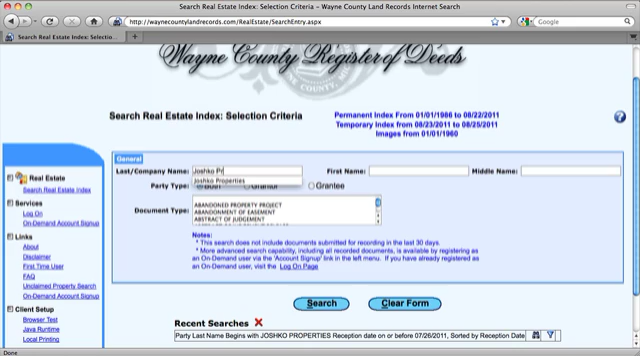 Search Real Estate Index: Selection Criteria – Wayne County Land Records Internet Search
http://waynecountylandrecords.com/RealEstate/SearchEntry.aspx
Google
Search Real Estate Index: Selectio...
Wayne County Register of Deeds
Search Real Estate Index: Selection Criteria
Permanent Index From 01/01/1986 to 08/22/2011
Temporary Index from 08/23/2011 to 08/25/2011
Images from 01/01/1960
Real Estate
Search Real Estate Index
Services
Log On
On-Demand Account Signup
Links
About
Disclaimer
First Time User
FAQ
Unclaimed Property Search
On-Demand Account Signup
Client Setup
Browser Test
Java Runtime
Local Printing
General
Last/Company Name: Joshko Pr
First Name:
Middle Name:
Joshko Properties
Party Type: Both Grantor Grantee
Document Type:
ABANDONED PROPERTY PROJECT
ABANDONMENT OF EASEMENT
ABSTRACT OF JUDGEMENT
Notes:
* This search does not include documents submitted for recording in the last 30 days.
* More advanced search capability, including all recorded documents, is available by registering as
an On-Demand user via the 'Account Signup' link in the left menu. If you have already registered as
an On-Demand user, visit the Log On Page
Search
Clear Form
Recent Searches
Party Last Name Begins with JOSHKO PROPERTIES Reception date on or before 07/26/2011, Sorted by Reception Date
Done